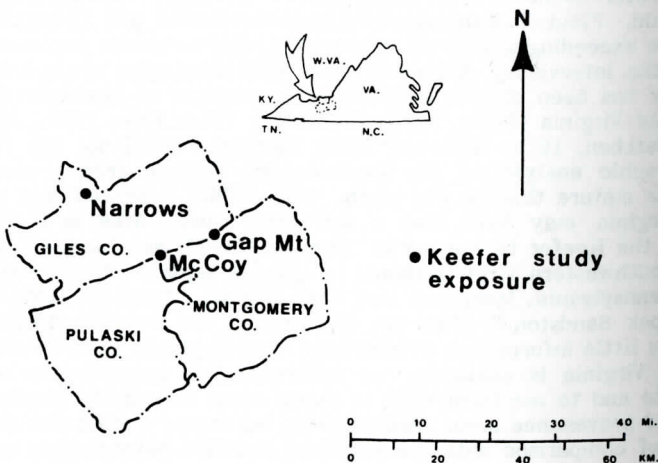 N
W.VA.
VA.
KY.
TN.
N.C.
Narrows
Gap Mt
GILES CO.
McCoy
Keefer study
exposure
MONTGOMERY
CO.
PULASKI
CO.
0 10 20 30 40 Mi.
0 20 40 60 KM.